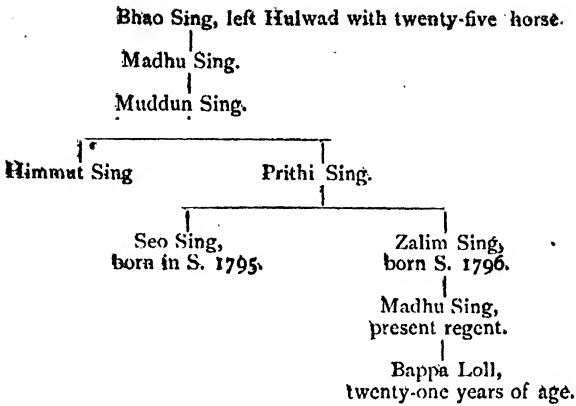 Bhao Sing, left Hulwad with twenty-five horse.
Madhu Sing.
Muddun Sing.
Himmut Sing
Prithi Sing.
Seo Sing,
born in S. 1795.
Zalim Sing,
born S. 1796.
Madhu Sing,
present regent.
Bappa Loll,
twenty-one years of age.